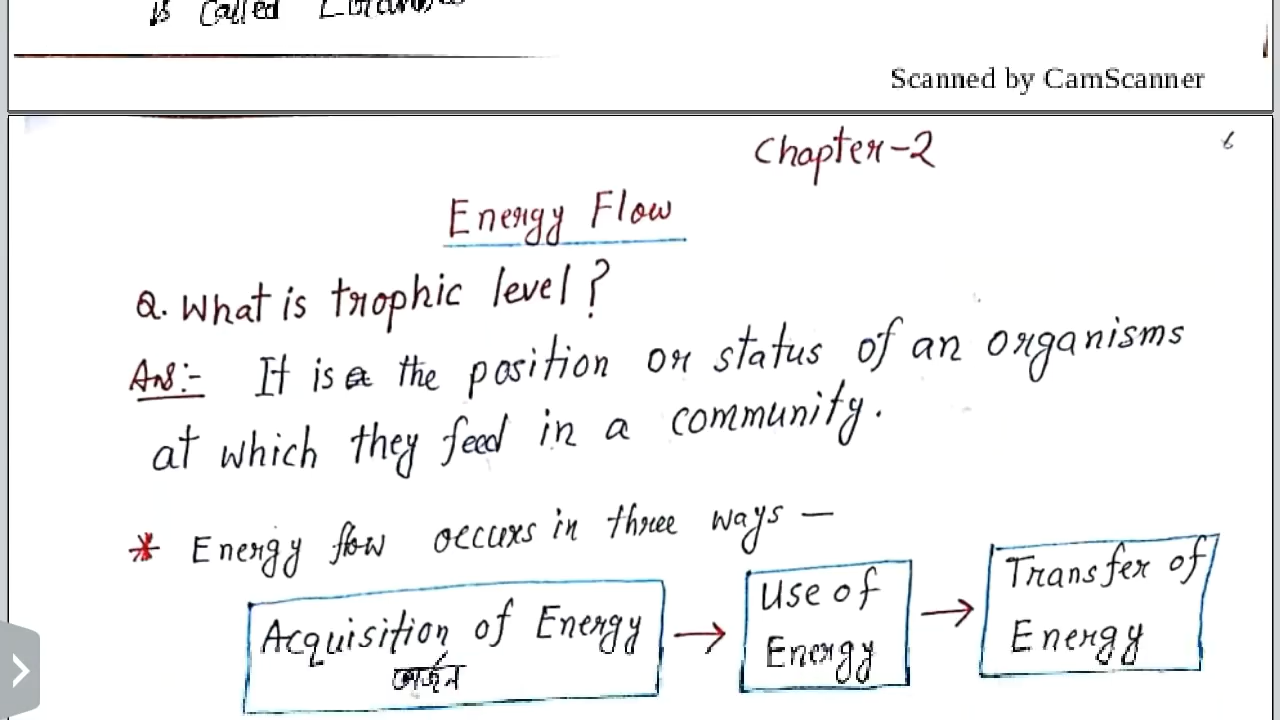 is called
Scanned by CamScanner
Chapter-2
6
Energy Flow
Q. What is trophic level?
Ans:- It is the position or status of an organisms
at which they feed in a community.
* Energy flow occurs in three ways —
Acquisition of Energy → Use of Energy → Transfer of Energy
অর্জন